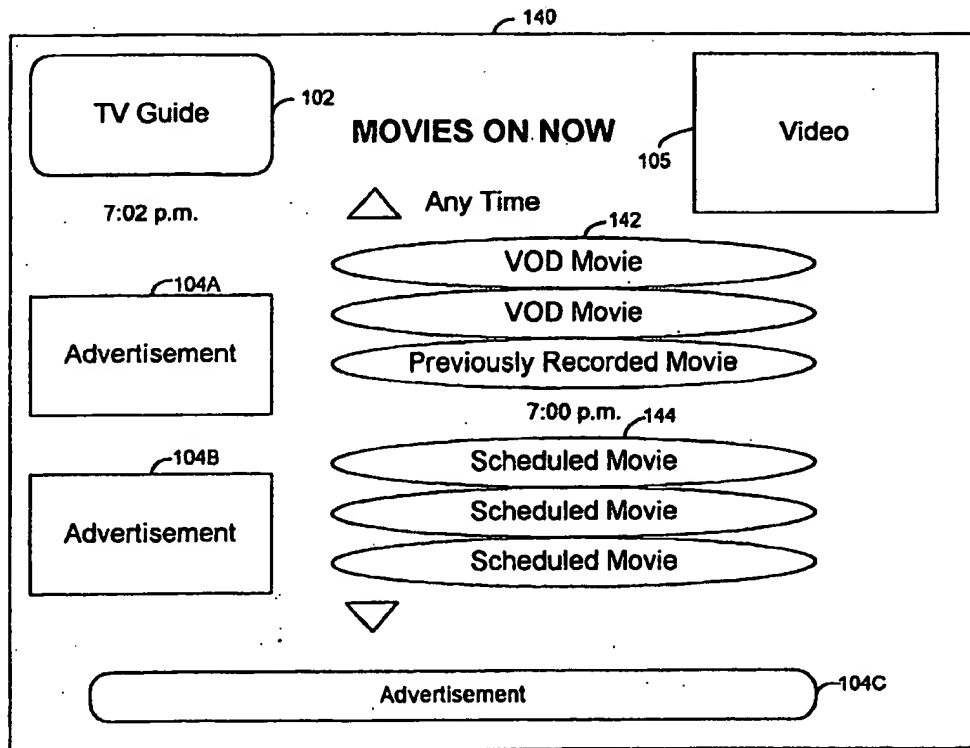 140
TV Guide
102
MOVIES ON NOW
Video
105
7:02 p.m.
Any Time
142
VOD Movie
104A
VOD Movie
Advertisement
Previously Recorded Movie
7:00 p.m.
144
104B
Scheduled Movie
Advertisement
Scheduled Movie
Scheduled Movie
Advertisement
104C